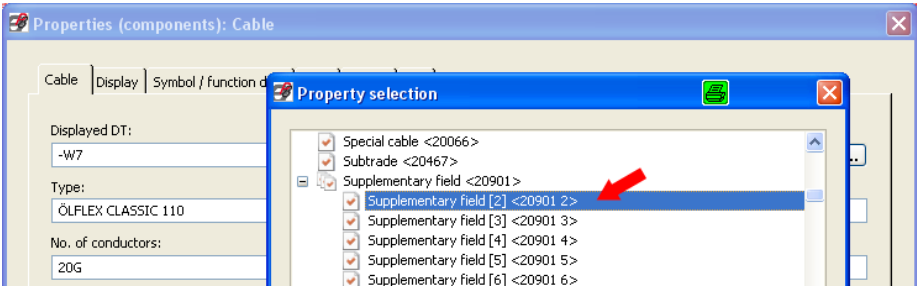 Properties (components): Cable
Cable
Display
Symbol / function d
Displayed DT:
-W7
...
Type:
ÖLFLEX CLASSIC 110
No. of conductors:
20G
Property selection
Special cable <20066>
Subtrade <20467>
Supplementary field <20901>
Supplementary field [2] <20901 2>
Supplementary field [3] <20901 3>
Supplementary field [4] <20901 4>
Supplementary field [5] <20901 5>
Supplementary field [6] <20901 6>